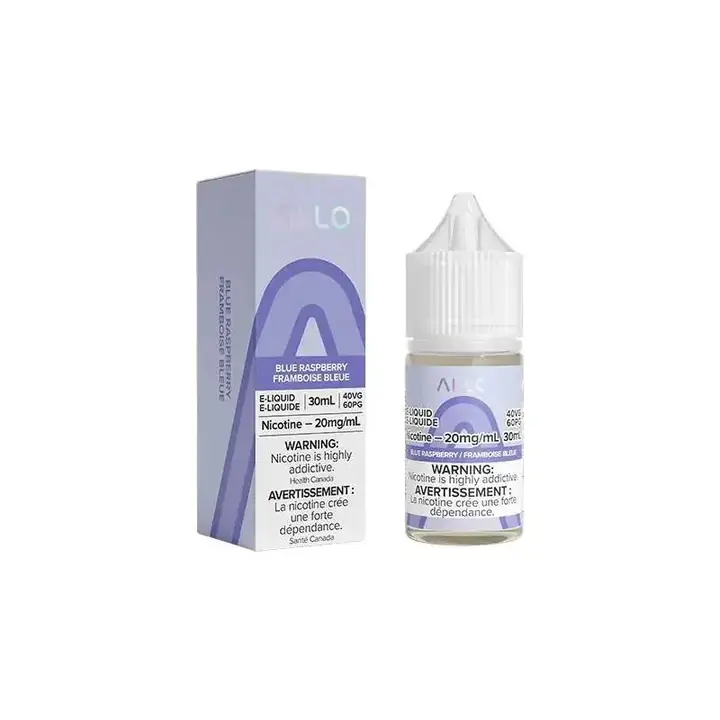 ALLO
BLUE RASPBERRY
FRAMBOISE BLEUE
BLUE RASPBERRY
FRAMBOISE BLEUE
E-LIQUID
E-LIQUIDE
30mL
40VG
60PG
Nicotine – 20mg/mL
WARNING:
Nicotine is highly
addictive.
Health Canada
AVERTISSEMENT :
La nicotine crée
une forte
dépendance.
Santé Canada
ALLO
E-LIQUID
E-LIQUIDE
40VG
60PG
Nicotine – 20mg/mL 30mL
BLUE RASPBERRY / FRAMBOISE BLEUE
WARNING:
Nicotine is highly addictive.
AVERTISSEMENT :
La nicotine crée une forte
dépendance.